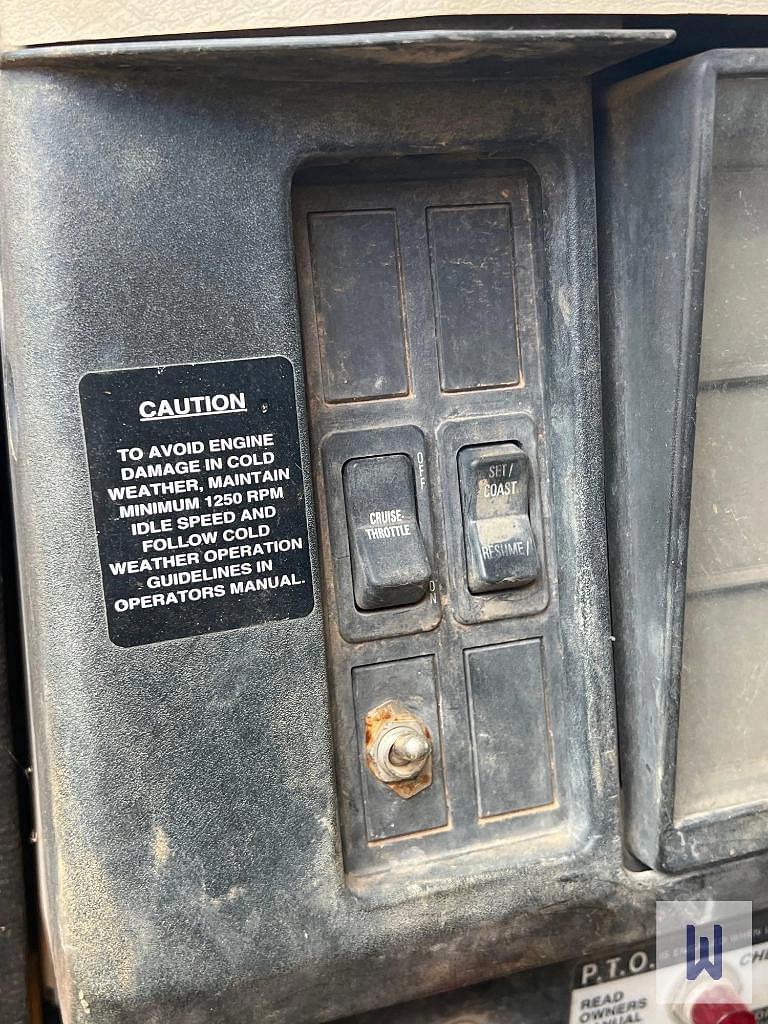 CAUTION
TO AVOID ENGINE
DAMAGE IN COLD
WEATHER, MAINTAIN
MINIMUM 1250 RPM
IDLE SPEED AND
FOLLOW COLD
WEATHER OPERATION
GUIDELINES IN
OPERATORS MANUAL.
OFF
CRUISE-
THROTTLE
ON
SET/
COAST
RESUME/
P.T.O.
READ
OWNERS
W